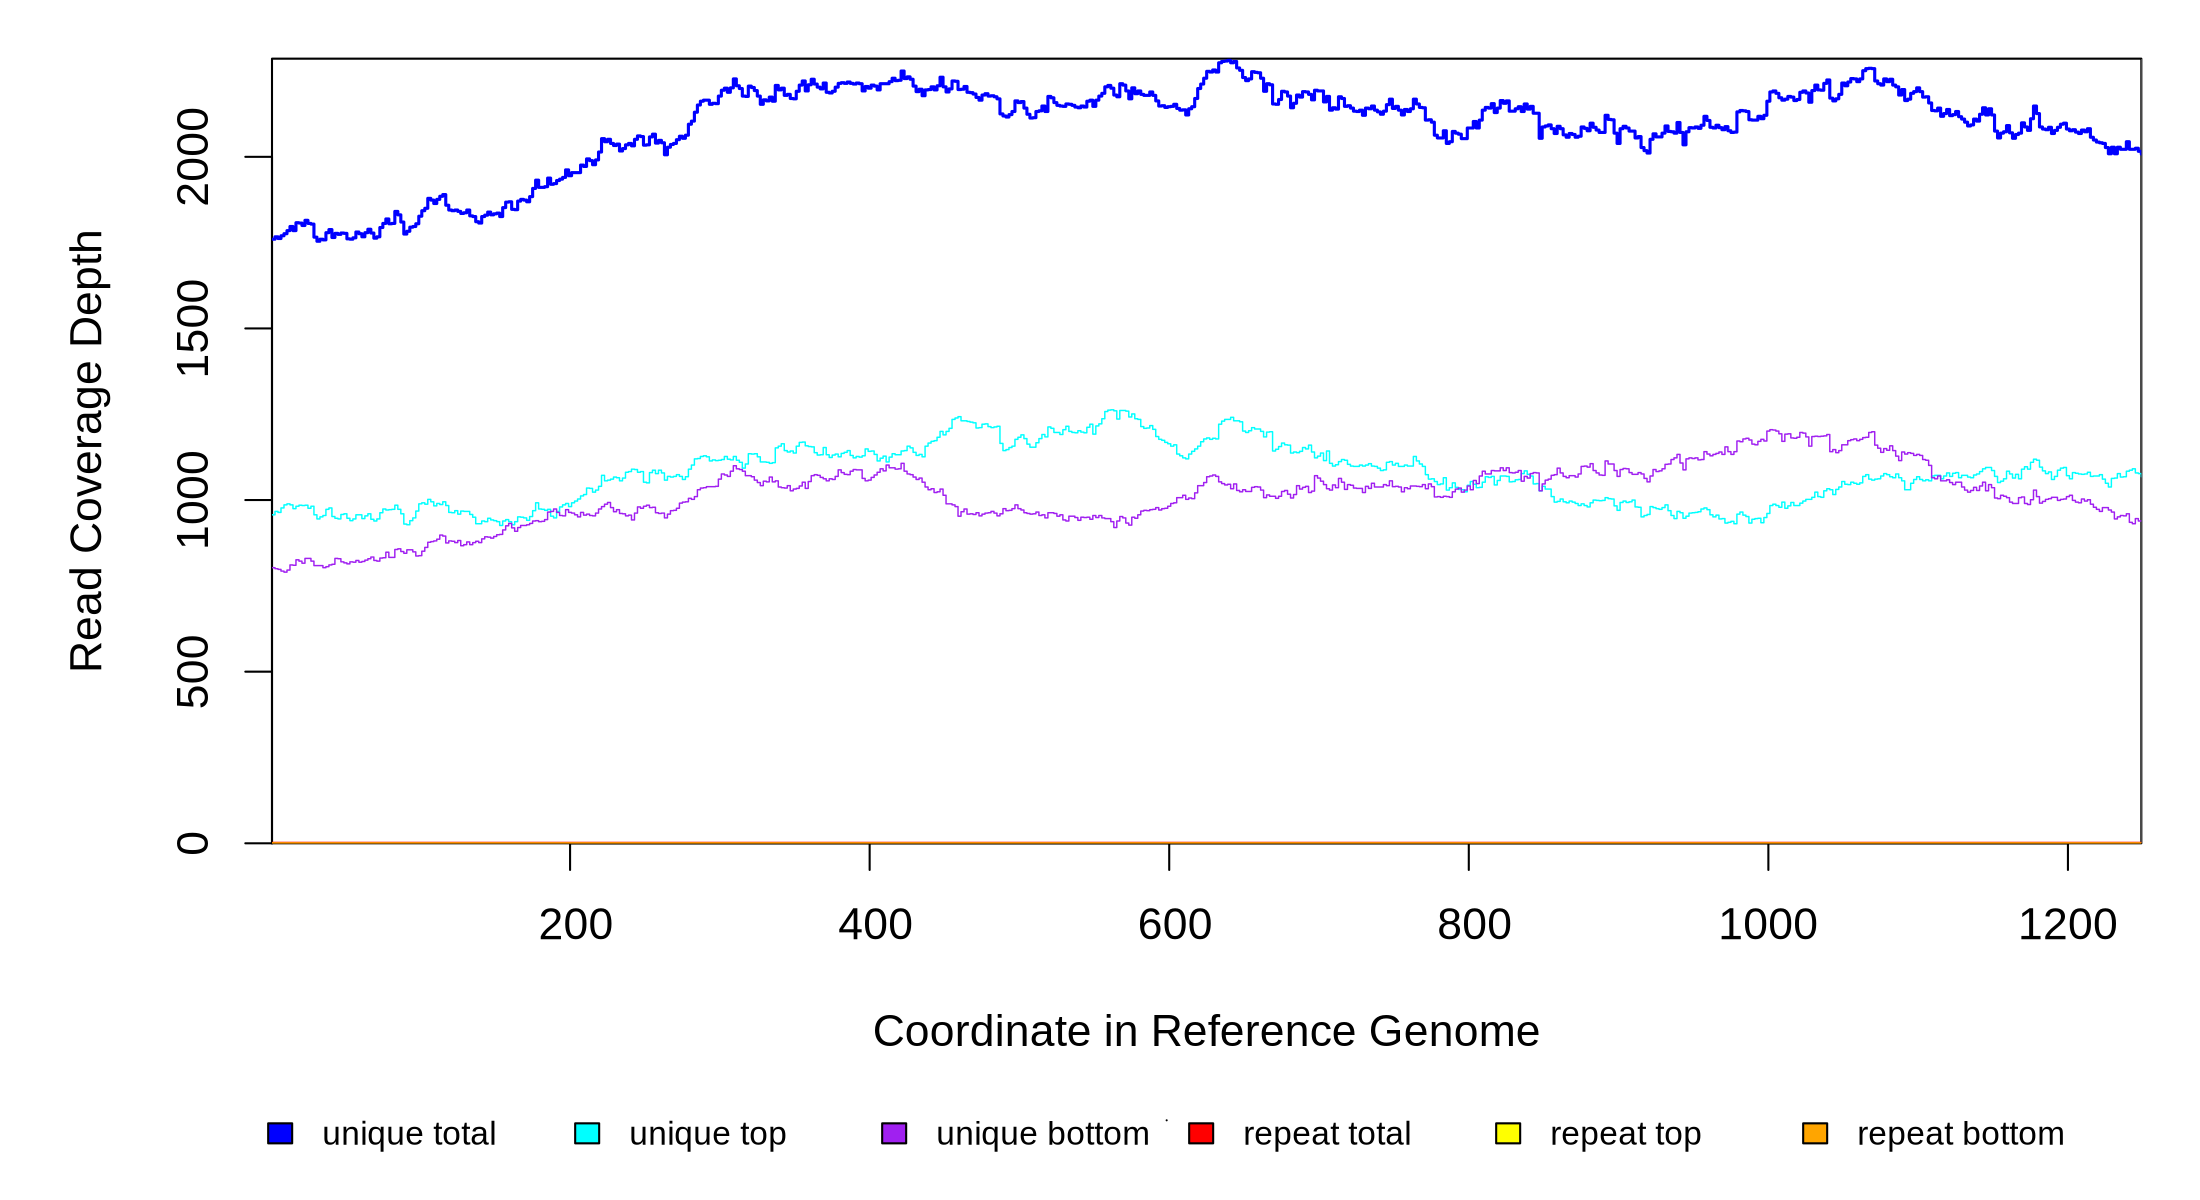 Read Coverage Depth
2000
1500
1000
500
0
200 400 600 800 1000 1200
Coordinate in Reference Genome
unique total unique top unique bottom repeat total repeat top repeat bottom